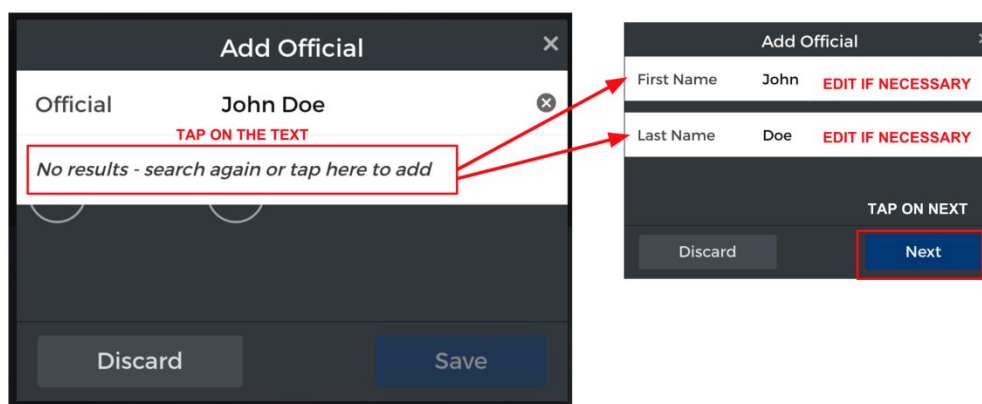 Add Official
Official John Doe
TAP ON THE TEXT
No results - search again or tap here to add
Discard Save
Add Official
First Name John EDIT IF NECESSARY
Last Name Doe EDIT IF NECESSARY
TAP ON NEXT
Discard Next